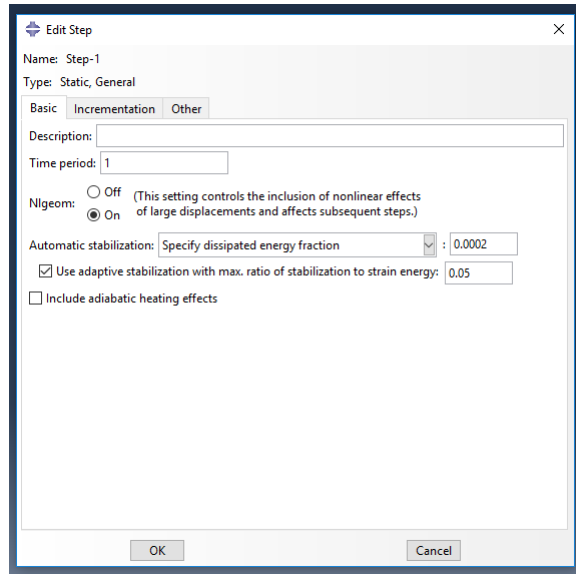 Edit Step
Name: Step-1
Type: Static, General
Basic Incrementation Other
Description:
Time period: 1
Nlgeom:
Off
On
(This setting controls the inclusion of nonlinear effects
of large displacements and affects subsequent steps.)
Automatic stabilization: Specify dissipated energy fraction : 0.0002
Use adaptive stabilization with max. ratio of stabilization to strain energy: 0.05
Include adiabatic heating effects
OK Cancel